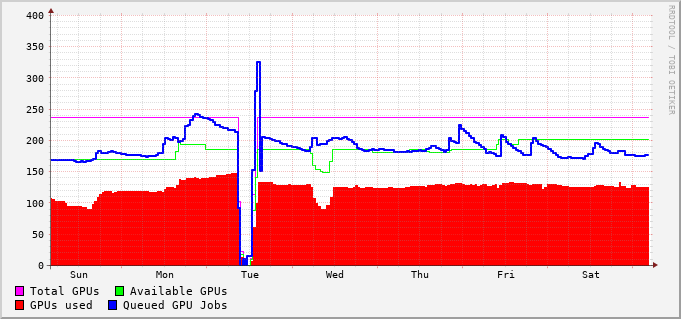 RRDTOOL / TOBI OETIKER
400
350
300
250
200
150
100
50
0
Sun Mon Tue Wed Thu Fri Sat
Total GPUs Available GPUs
GPUs used Queued GPU Jobs